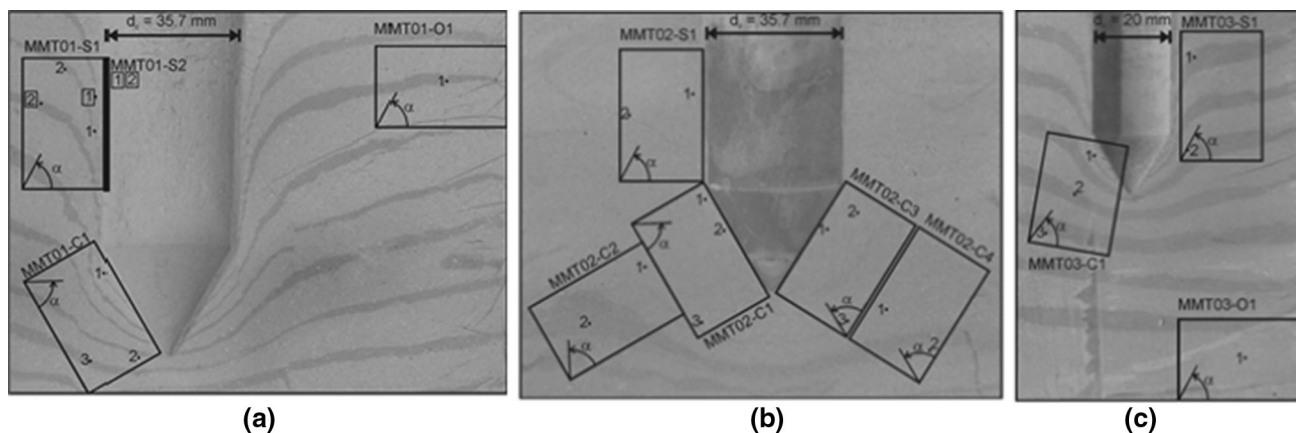 d꜀ = 35.7 mm
MMT01-S1
MMT01-O1
MMT01-S2
1 2
2
2
1
1
α
1
α
MMT01-C1
1
α
3
2
(a)
d꜀ = 35.7 mm
MMT02-S1
1
2
α
1
2
α
MMT02-C2
1
2
α
3
MMT02-C1
MMT02-C3
2
1
α
3
MMT02-C4
1
α
2
(b)
d꜀ = 20 mm
MMT03-S1
1
α
2
1
2
α
3
MMT03-C1
MMT03-O1
1
α
(c)